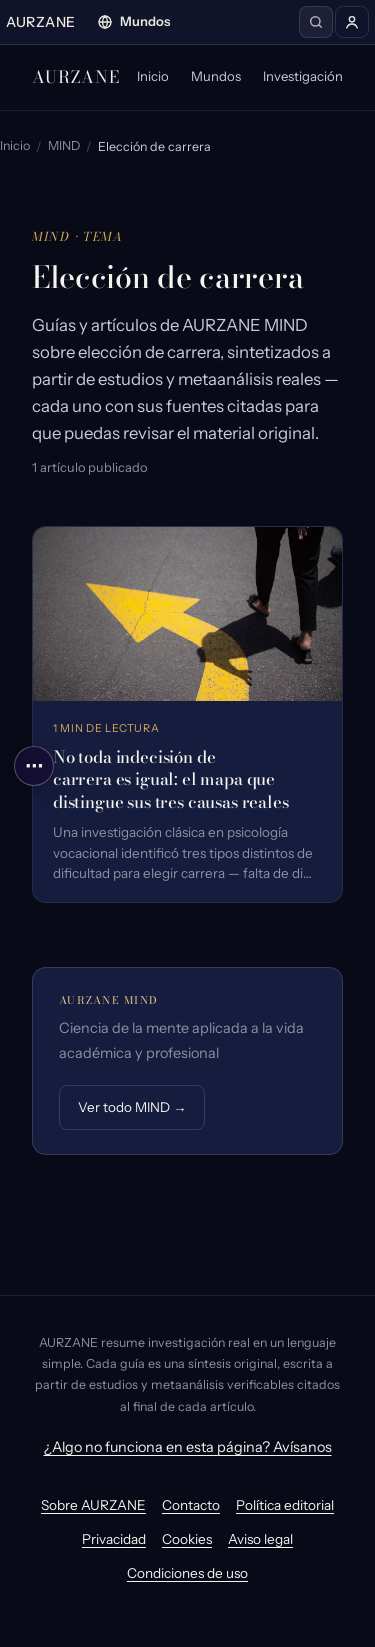 AURZANE Mundos
AURZANE Inicio Mundos Investigación
Inicio / MIND / Elección de carrera
MIND · TEMA
Elección de carrera
Guías y artículos de AURZANE MIND
sobre elección de carrera, sintetizados a
partir de estudios y metaanálisis reales —
cada uno con sus fuentes citadas para
que puedas revisar el material original.
1 artículo publicado
1 MIN DE LECTURA
No toda indecisión de
carrera es igual: el mapa que
distingue sus tres causas reales
Una investigación clásica en psicología
vocacional identificó tres tipos distintos de
dificultad para elegir carrera — falta de di...
AURZANE MIND
Ciencia de la mente aplicada a la vida
académica y profesional
Ver todo MIND →
AURZANE resume investigación real en un lenguaje
simple. Cada guía es una síntesis original, escrita a
partir de estudios y metaanálisis verificables citados
al final de cada artículo.
¿Algo no funciona en esta página? Avísanos
Sobre AURZANE Contacto Política editorial
Privacidad Cookies Aviso legal
Condiciones de uso